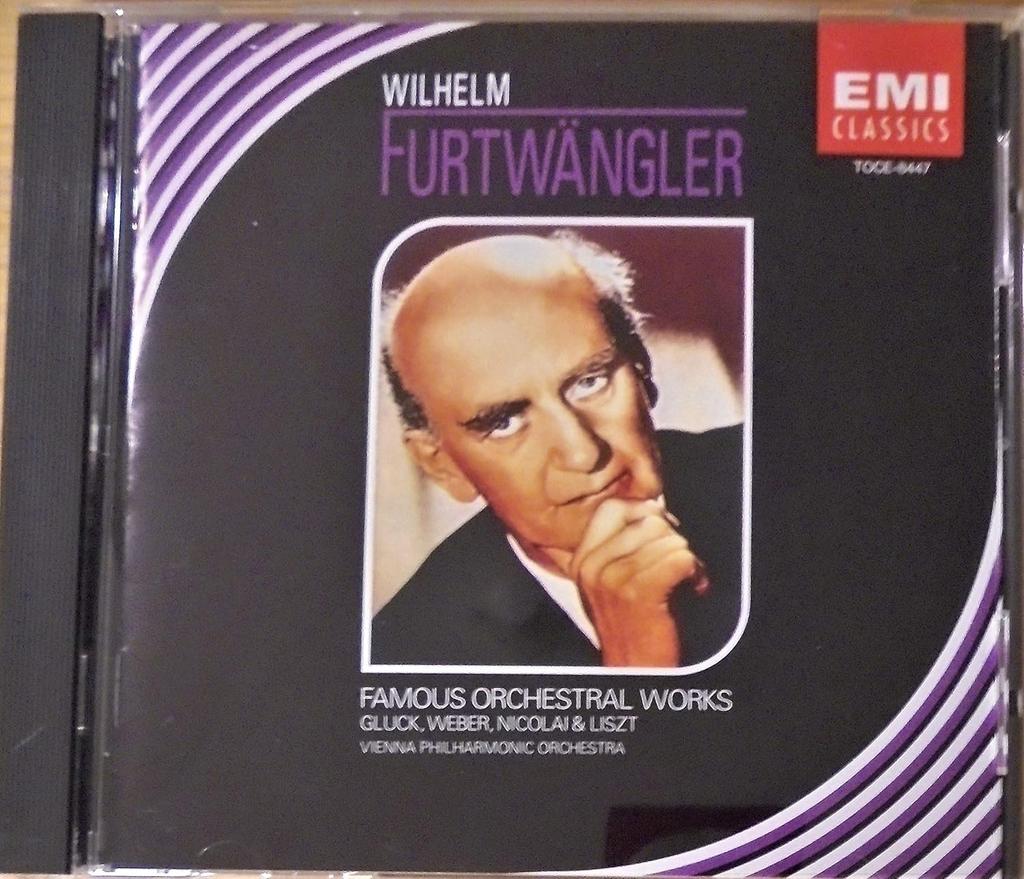 WILHELM
FURTWÄNGLER
EMI
CLASSICS
TOCE-8447
FAMOUS ORCHESTRAL WORKS
GLUCK, WEBER, NICOLAI & LISZT
VIENNA PHILHARMONIC ORCHESTRA